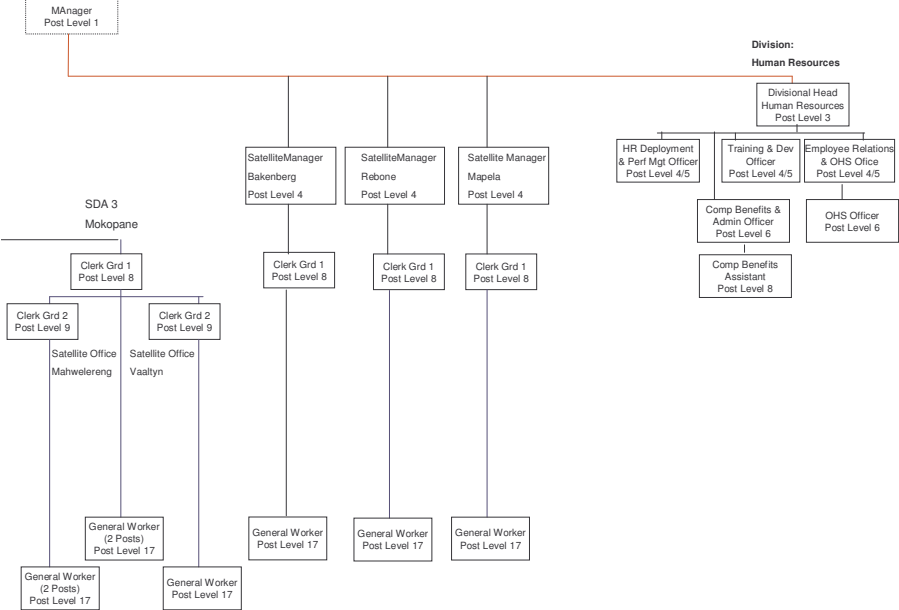 MAnager
Post Level 1
Division:
Human Resources
Divisional Head
Human Resources
Post Level 3
HR Deployment
& Perf Mgt Officer
Post Level 4/5
Training & Dev
Officer
Post Level 4/5
Employee Relations
& OHS Ofice
Post Level 4/5
SatelliteManager
Bakenberg
Post Level 4
SatelliteManager
Rebone
Post Level 4
Satellite Manager
Mapela
Post Level 4
Comp Benefits &
Admin Officer
Post Level 6
OHS Officer
Post Level 6
Comp Benefits
Assistant
Post Level 8
SDA 3
Mokopane
Clerk Grd 1
Post Level 8
Clerk Grd 1
Post Level 8
Clerk Grd 1
Post Level 8
Clerk Grd 1
Post Level 8
Clerk Grd 2
Post Level 9
Clerk Grd 2
Post Level 9
Satellite Office
Mahwelereng
Satellite Office
Vaaltyn
General Worker
(2 Posts)
Post Level 17
General Worker
Post Level 17
General Worker
Post Level 17
General Worker
Post Level 17
General Worker
(2 Posts)
Post Level 17
General Worker
Post Level 17